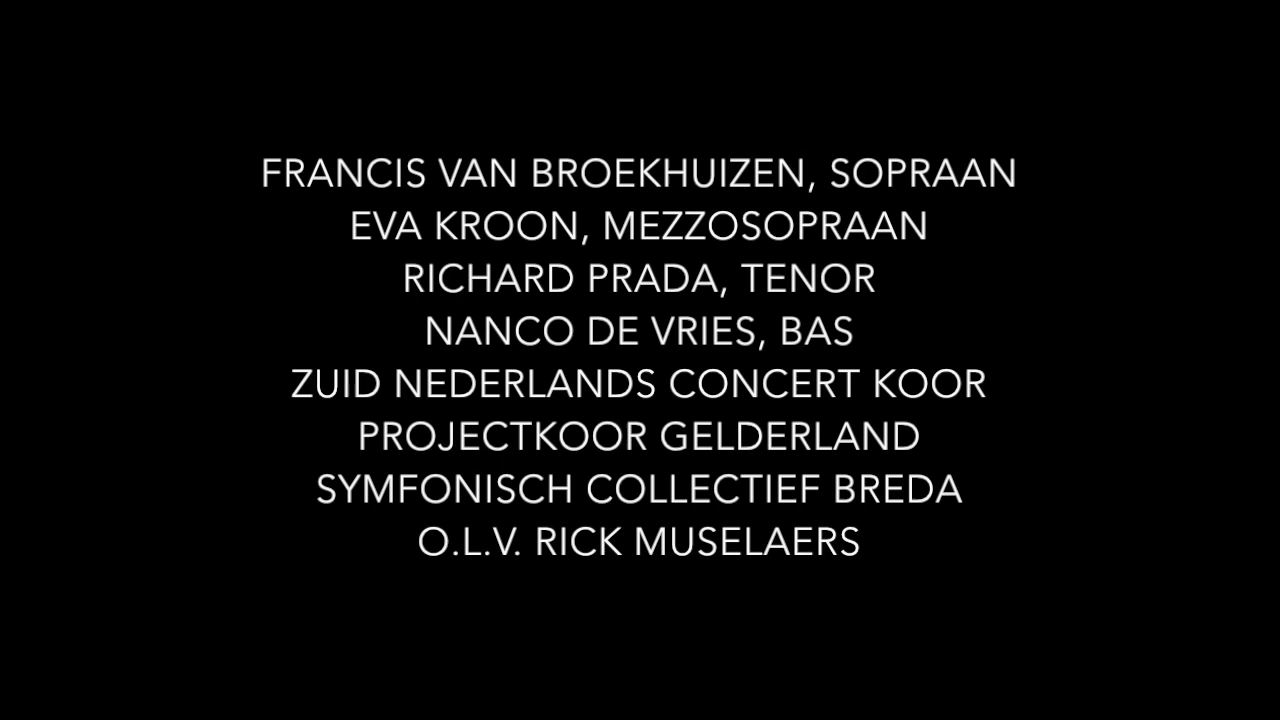 FRANCIS VAN BROEKHUIZEN, SOPRAAN
EVA KROON, MEZZOSOPRAAN
RICHARD PRADA, TENOR
NANCO DE VRIES, BAS
ZUID NEDERLANDS CONCERT KOOR
PROJECTKOOR GELDERLAND
SYMFONISCH COLLECTIEF BREDA
O.L.V. RICK MUSELAERS